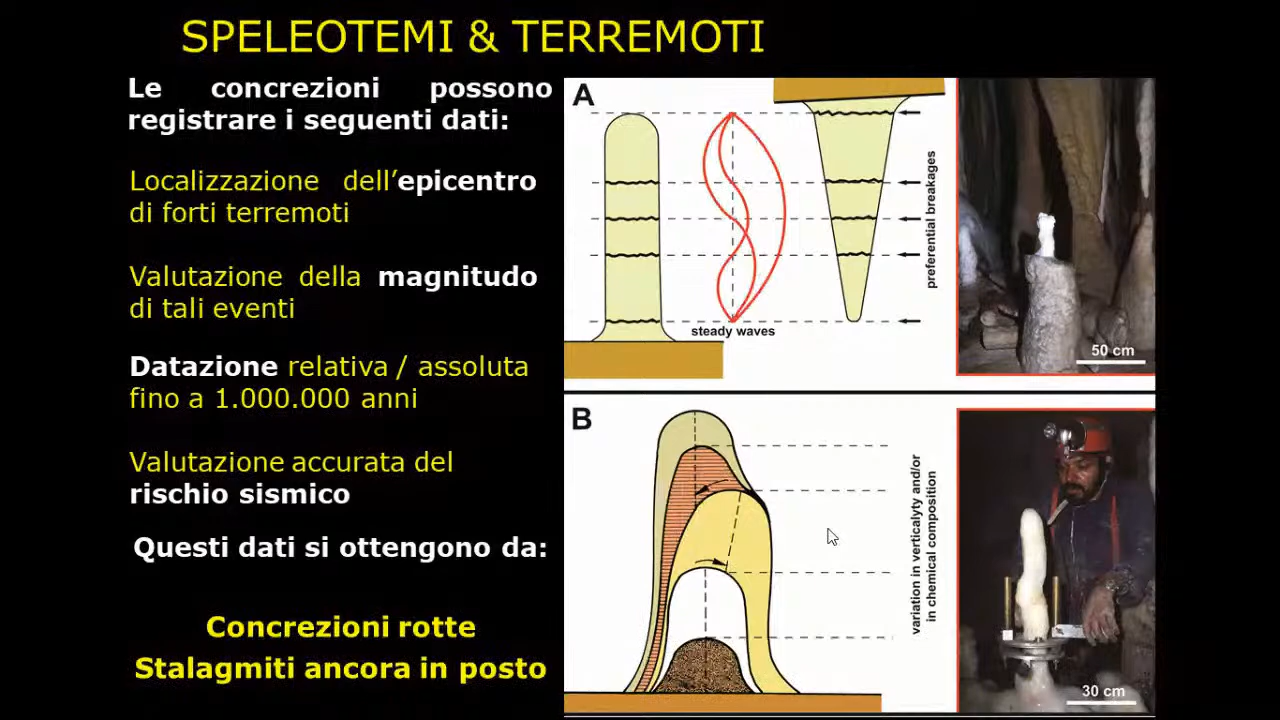 SPELEOTEMI & TERREMOTI
Le concrezioni possono
registrare i seguenti dati:
Localizzazione dell’epicentro
di forti terremoti
Valutazione della magnitudo
di tali eventi
Datazione relativa / assoluta
fino a 1.000.000 anni
Valutazione accurata del
rischio sismico
Questi dati si ottengono da:
Concrezioni rotte
Stalagmiti ancora in posto
A
steady waves
preferential breakages
50 cm
B
variation in verticalyty and/or
in chemical composition
30 cm